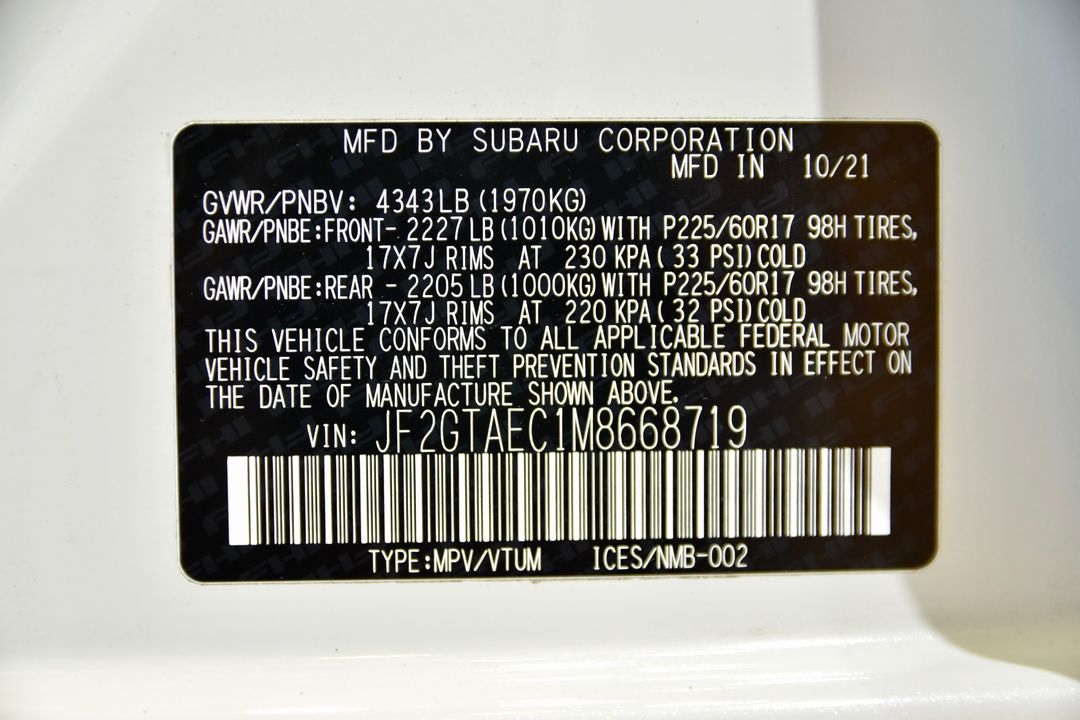 MFD BY SUBARU CORPORATION
MFD IN 10/21
GVWR/PNBV: 4343LB (1970KG)
GAWR/PNBE:FRONT- 2227 LB (1010KG) WITH P225/60R17 98H TIRES,
17X7J RIMS AT 230 KPA ( 33 PSI) COLD
GAWR/PNBE:REAR - 2205 LB (1000KG) WITH P225/60R17 98H TIRES,
17X7J RIMS AT 220 KPA ( 32 PSI) COLD
THIS VEHICLE CONFORMS TO ALL APPLICABLE FEDERAL MOTOR
VEHICLE SAFETY AND THEFT PREVENTION STANDARDS IN EFFECT ON
THE DATE OF MANUFACTURE SHOWN ABOVE.
VIN: JF2GTAEC1M8668719
TYPE:MPV/VTUM ICES/NMB-002